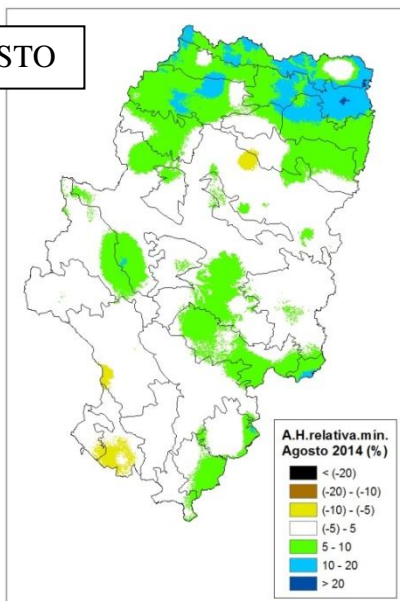 STO
A.H.relativa.min.
Agosto 2014 (%)
< (-20)
(-20) - (-10)
(-10) - (-5)
(-5) - 5
5 - 10
10 - 20
> 20